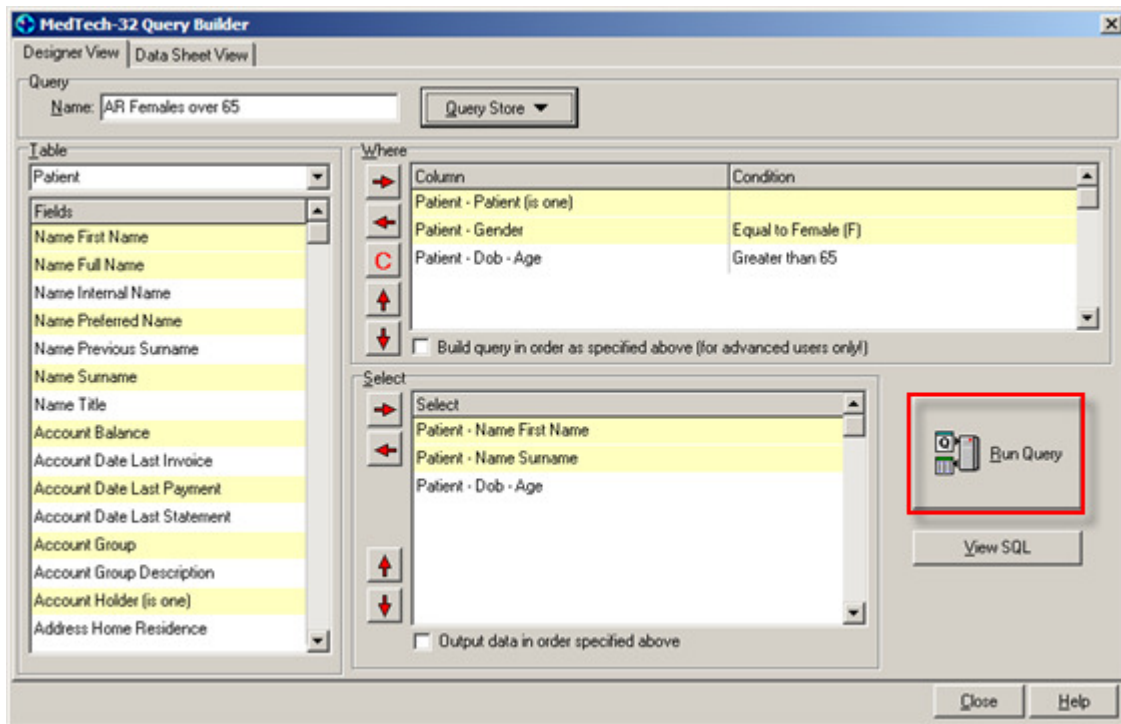 MedTech-32 Query Builder
Designer View Data Sheet View
Query
Name: AR Females over 65
Query Store
Table
Patient
Fields
Name First Name
Name Full Name
Name Internal Name
Name Preferred Name
Name Previous Surname
Name Surname
Name Title
Account Balance
Account Date Last Invoice
Account Date Last Payment
Account Date Last Statement
Account Group
Account Group Description
Account Holder (is one)
Address Home Residence
Where
Column Condition
Patient - Patient (is one)
Patient - Gender Equal to Female (F)
Patient - Dob - Age Greater than 65
C
Build query in order as specified above (for advanced users only!)
Select
Select
Patient - Name First Name
Patient - Name Surname
Patient - Dob - Age
Output data in order specified above
Q
Run Query
View SQL
Close Help